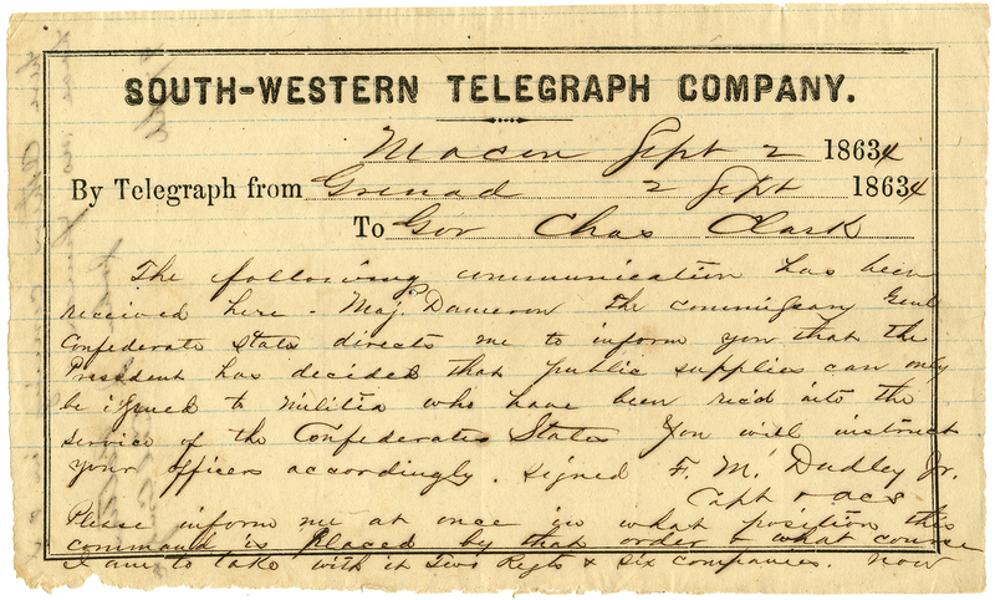 SOUTH-WESTERN TELEGRAPH COMPANY.
Macon Sept 2 18634
By Telegraph from Grenad 2 Sept 18634
To Gov Chas Clark
The following communication has been
received here - Maj. Dameron The commissary Genl
Confederate States directs me to inform you that the
President has decided that public supplies can only
be issued to militia who have been rec'd into the
service of the Confederates States You will instruct
your officers accordingly. signed F. M. Dudley Jr.
Capt & acs
Please inform me at once in what position this
command is placed by that order & what course
I am to take with it Two Regts & six companies. now